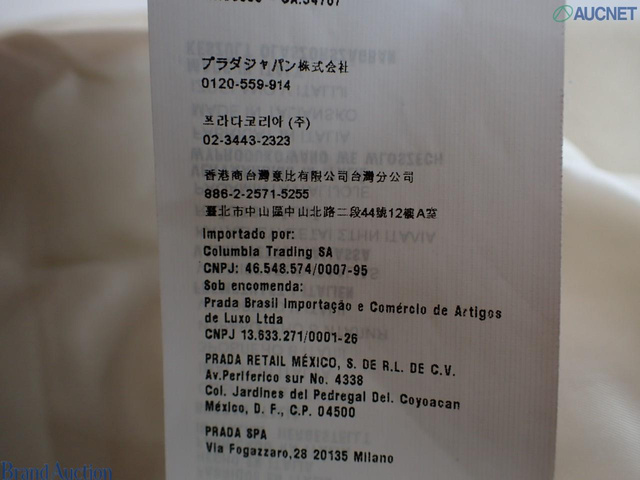 AUCNET
CA:54767
プラダジャパン株式会社
0120-559-914
프라다코리아 (주)
02-3443-2323
香港商台灣意比有限公司台灣分公司
886-2-2571-5255
臺北市中山區中山北路二段44號12樓A室
Importado por:
Columbia Trading SA
CNPJ: 46.548.574/0007-95
Sob encomenda:
Prada Brasil Importação e Comércio de Artigos
de Luxo Ltda
CNPJ 13.633.271/0001-26
PRADA RETAIL MÉXICO, S. DE R.L. DE C.V.
Av.Periferico sur No. 4338
Col. Jardines del Pedregal Del. Coyoacan
México, D. F., C.P. 04500
PRADA SPA
Via Fogazzaro,28 20135 Milano
Brand Auction